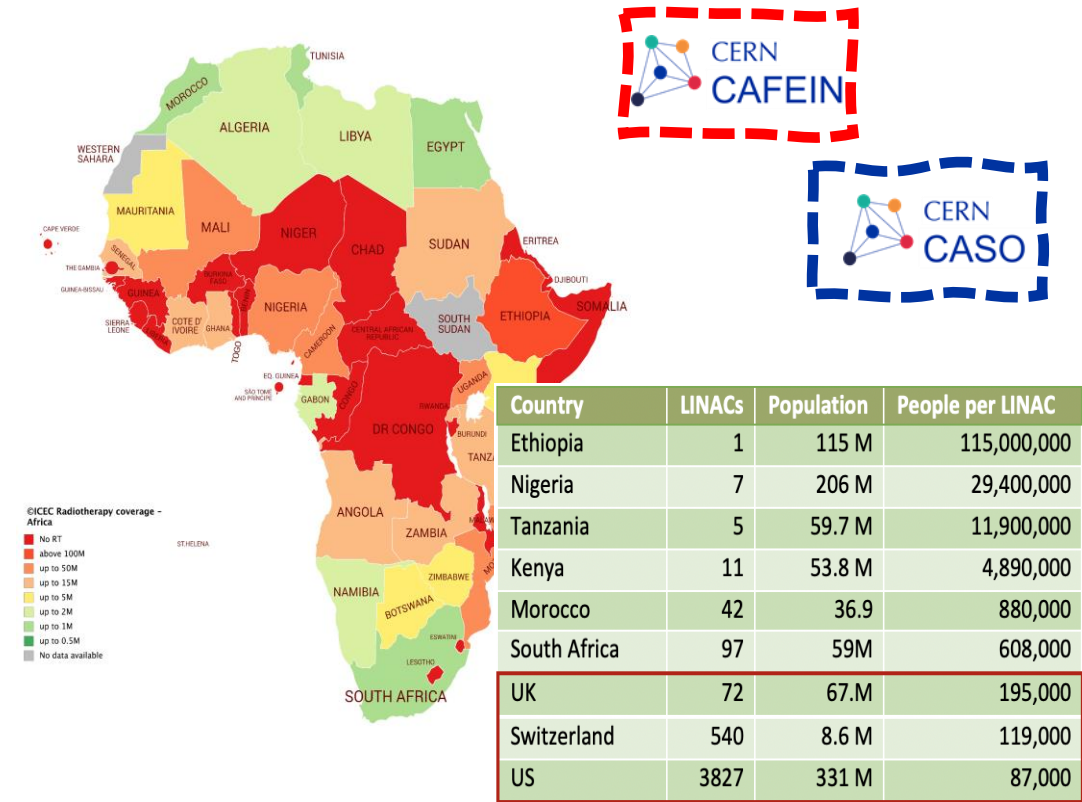 CERN
CAFEIN
CERN
CASO
TUNISIA
MOROCCO
ALGERIA
LIBYA
EGYPT
WESTERN
SAHARA
MAURITANIA
MALI
NIGER
CHAD
SUDAN
ERITREA
CAPE VERDE
SENEGAL
THE GAMBIA
GUINEA-BISSAU
GUINEA
BURKINA
FASO
BENIN
NIGERIA
DJIBOUTI
SOMALIA
ETHIOPIA
SOUTH
SUDAN
SIERRA
LEONE
LIBERIA
COTE D'
IVOIRE
GHANA
TOGO
CAMEROON
CENTRAL AFRICAN
REPUBLIC
EQ. GUINEA
SÃO TOMÉ
AND PRÍNCIPE
GABON
CONGO
DR CONGO
UGANDA
RWANDA
BURUNDI
TANZ
ANGOLA
ZAMBIA
MALAW
MO
ZIMBABWE
NAMIBIA
BOTSWANA
ESWATINI
LESOTHO
SOUTH AFRICA
ST.HELENA
©ICEC Radiotherapy coverage –
Africa
No RT
above 100M
up to 50M
up to 15M
up to 5M
up to 2M
up to 1M
up to 0.5M
No data available
Country LINACs Population People per LINAC
Ethiopia 1 115 M 115,000,000
Nigeria 7 206 M 29,400,000
Tanzania 5 59.7 M 11,900,000
Kenya 11 53.8 M 4,890,000
Morocco 42 36.9 880,000
South Africa 97 59M 608,000
UK 72 67.M 195,000
Switzerland 540 8.6 M 119,000
US 3827 331 M 87,000